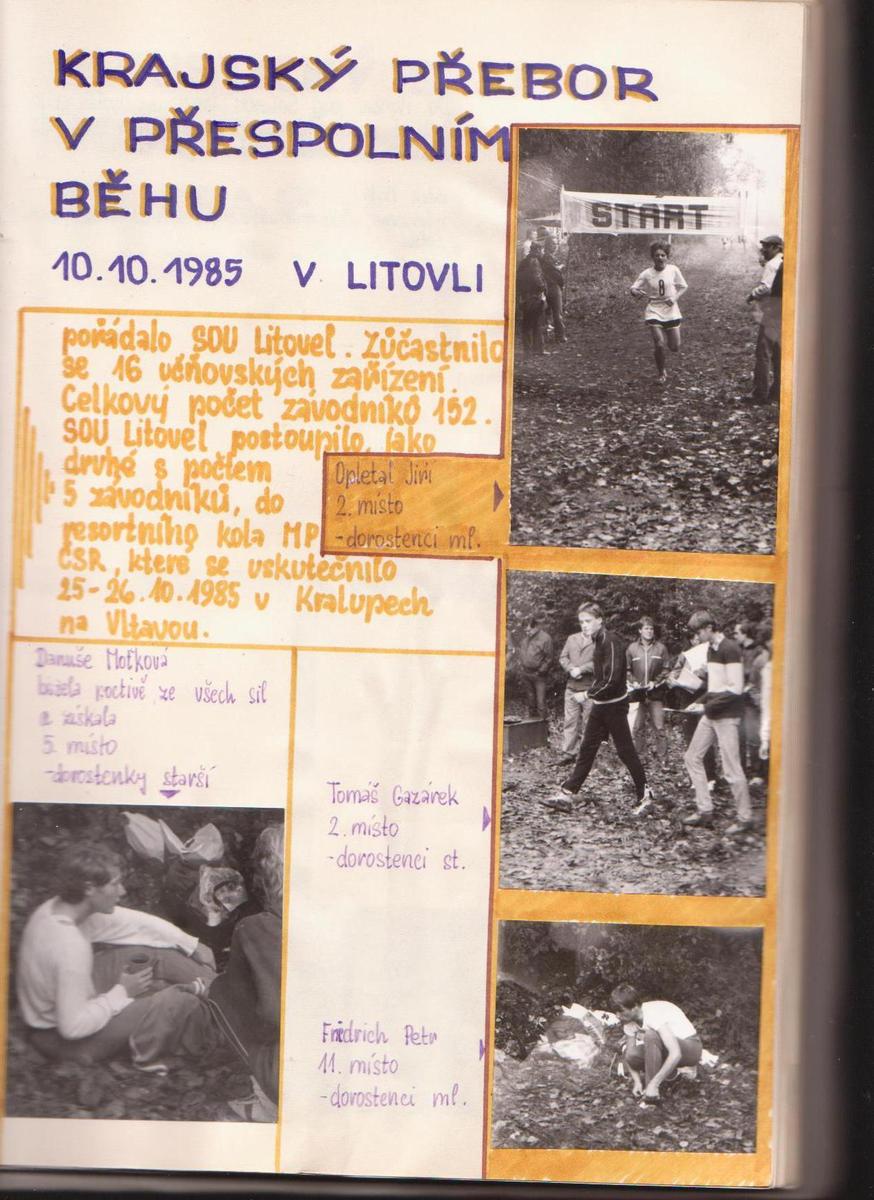 KRAJSKÝ PŘEBOR
V PŘESPOLNÍM
BĚHU
10.10.1985 V LITOVLI
START
8
pořádalo SOU Litovel. Zúčastnilo
se 16 učňovských zařízení.
Celkový počet závodníků 152.
SOU Litovel postoupilo, jako
druhé s počtem
5 závodníků, do
resortního kola MP
ČSR, které se uskutečnilo
25-26.10.1985 v Kralupech
na Vltavou.
Opletal Jiří
2. místo
-dorostenci ml.
Danuše Moťková
bězela poctivě ze všech sil
a získala
5. místo
-dorostenky starší
Tomáš Gazárek
2. místo
-dorostenci st.
Fridrich Petr
11. místo
-dorostenci ml.